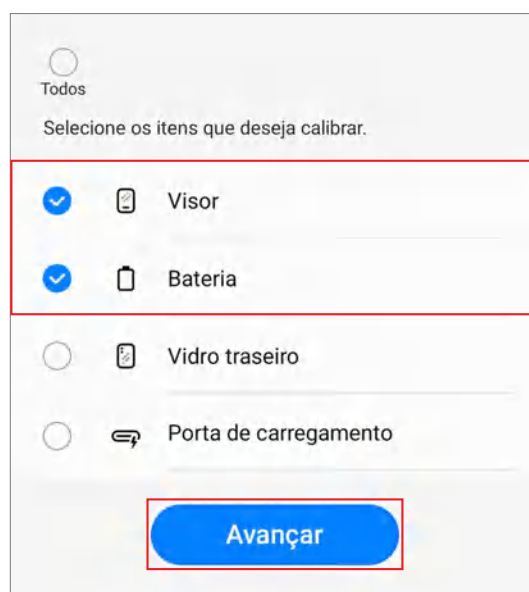 Todos
Selecione os itens que deseja calibrar.
Visor
Bateria
Vidro traseiro
Porta de carregamento
Avançar